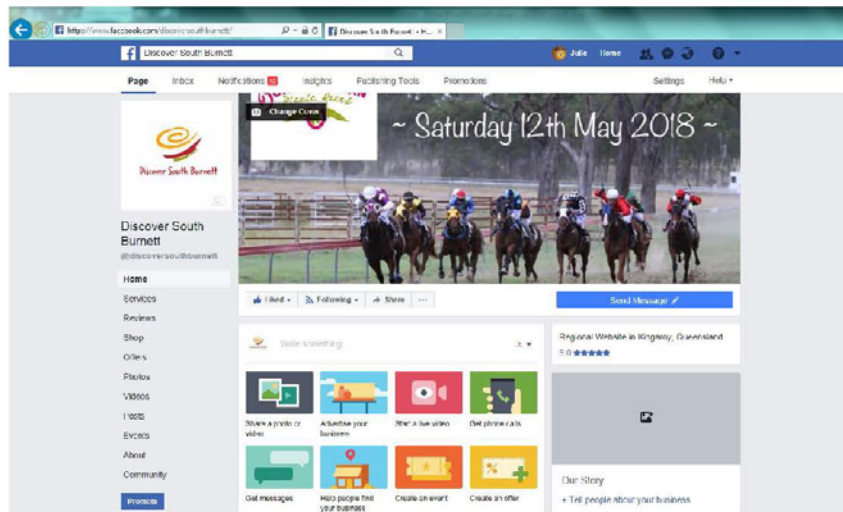 https://www.facebook.com/discoversouthburnett/
Discover South Burnett - H...
Discover South Burnett
Julie Home
Page Inbox Notifications Insights Publishing Tools Promotions Settings Help
Change Cover
~ Saturday 12th May 2018 ~
Discover South Burnett
Discover South
Burnett
@discoversouthburnett
Home
Services
Reviews
Shop
Offers
Photos
Videos
Posts
Events
About
Community
Promote
Liked Following Share ...
Send Message
Write something
Share a photo or
video
Advertise your
business
Start a live video
Get phone calls
Get messages
Help people find
your business
Create an event
Create an offer
Regional Website in Kingaroy, Queensland
5.0 ★★★★★
Our Story
+ Tell people about your business